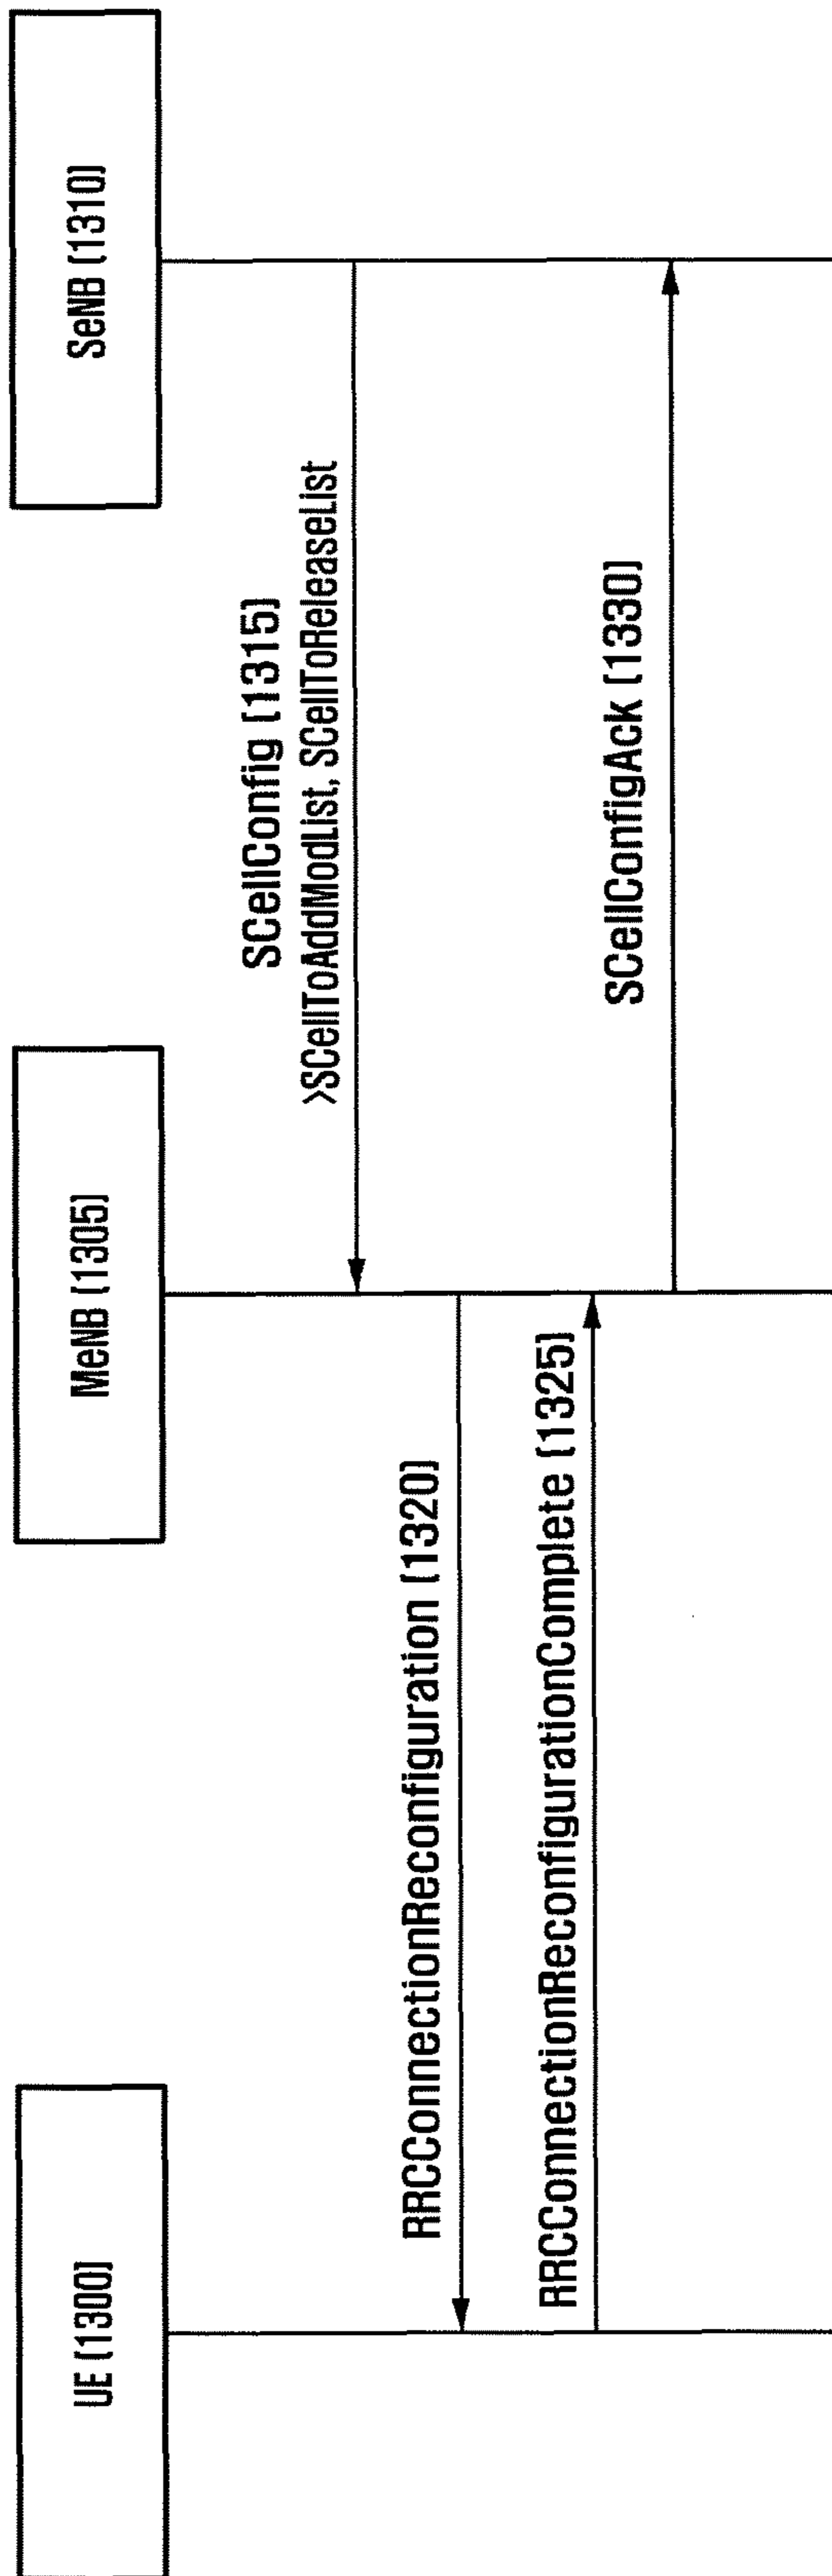 UE (1300)
MeNB (1305)
SeNB (1310)
SCellConfig (1315)
>SCellToAddModList, SCellToReleaseList
RRCConnectionReconfiguration (1320)
RRCConnectionReconfigurationComplete (1325)
SCellConfigAck (1330)